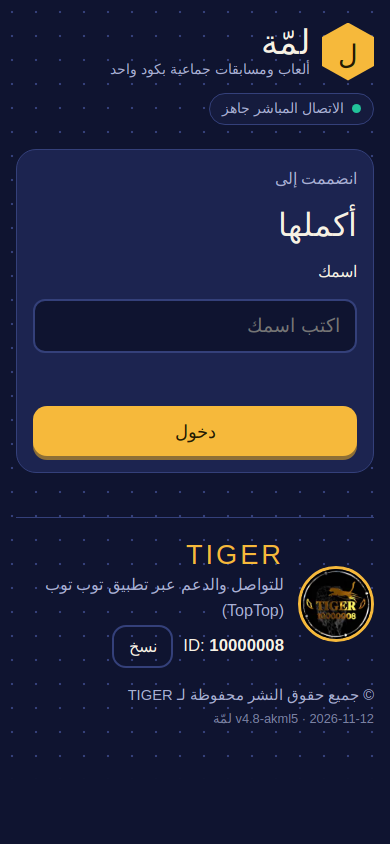 ل
لمّة
ألعاب ومسابقات جماعية بكود واحد
الاتصال المباشر جاهز
انضممت إلى
أكملها
اسمك
اكتب اسمك
دخول
TIGER
للتواصل والدعم عبر تطبيق توب توب
(TopTop)
ID: 10000008
نسخ
TIGER
10000008
© جميع حقوق النشر محفوظة لـ TIGER
لمّة v4.8-akml5 · 2026-11-12